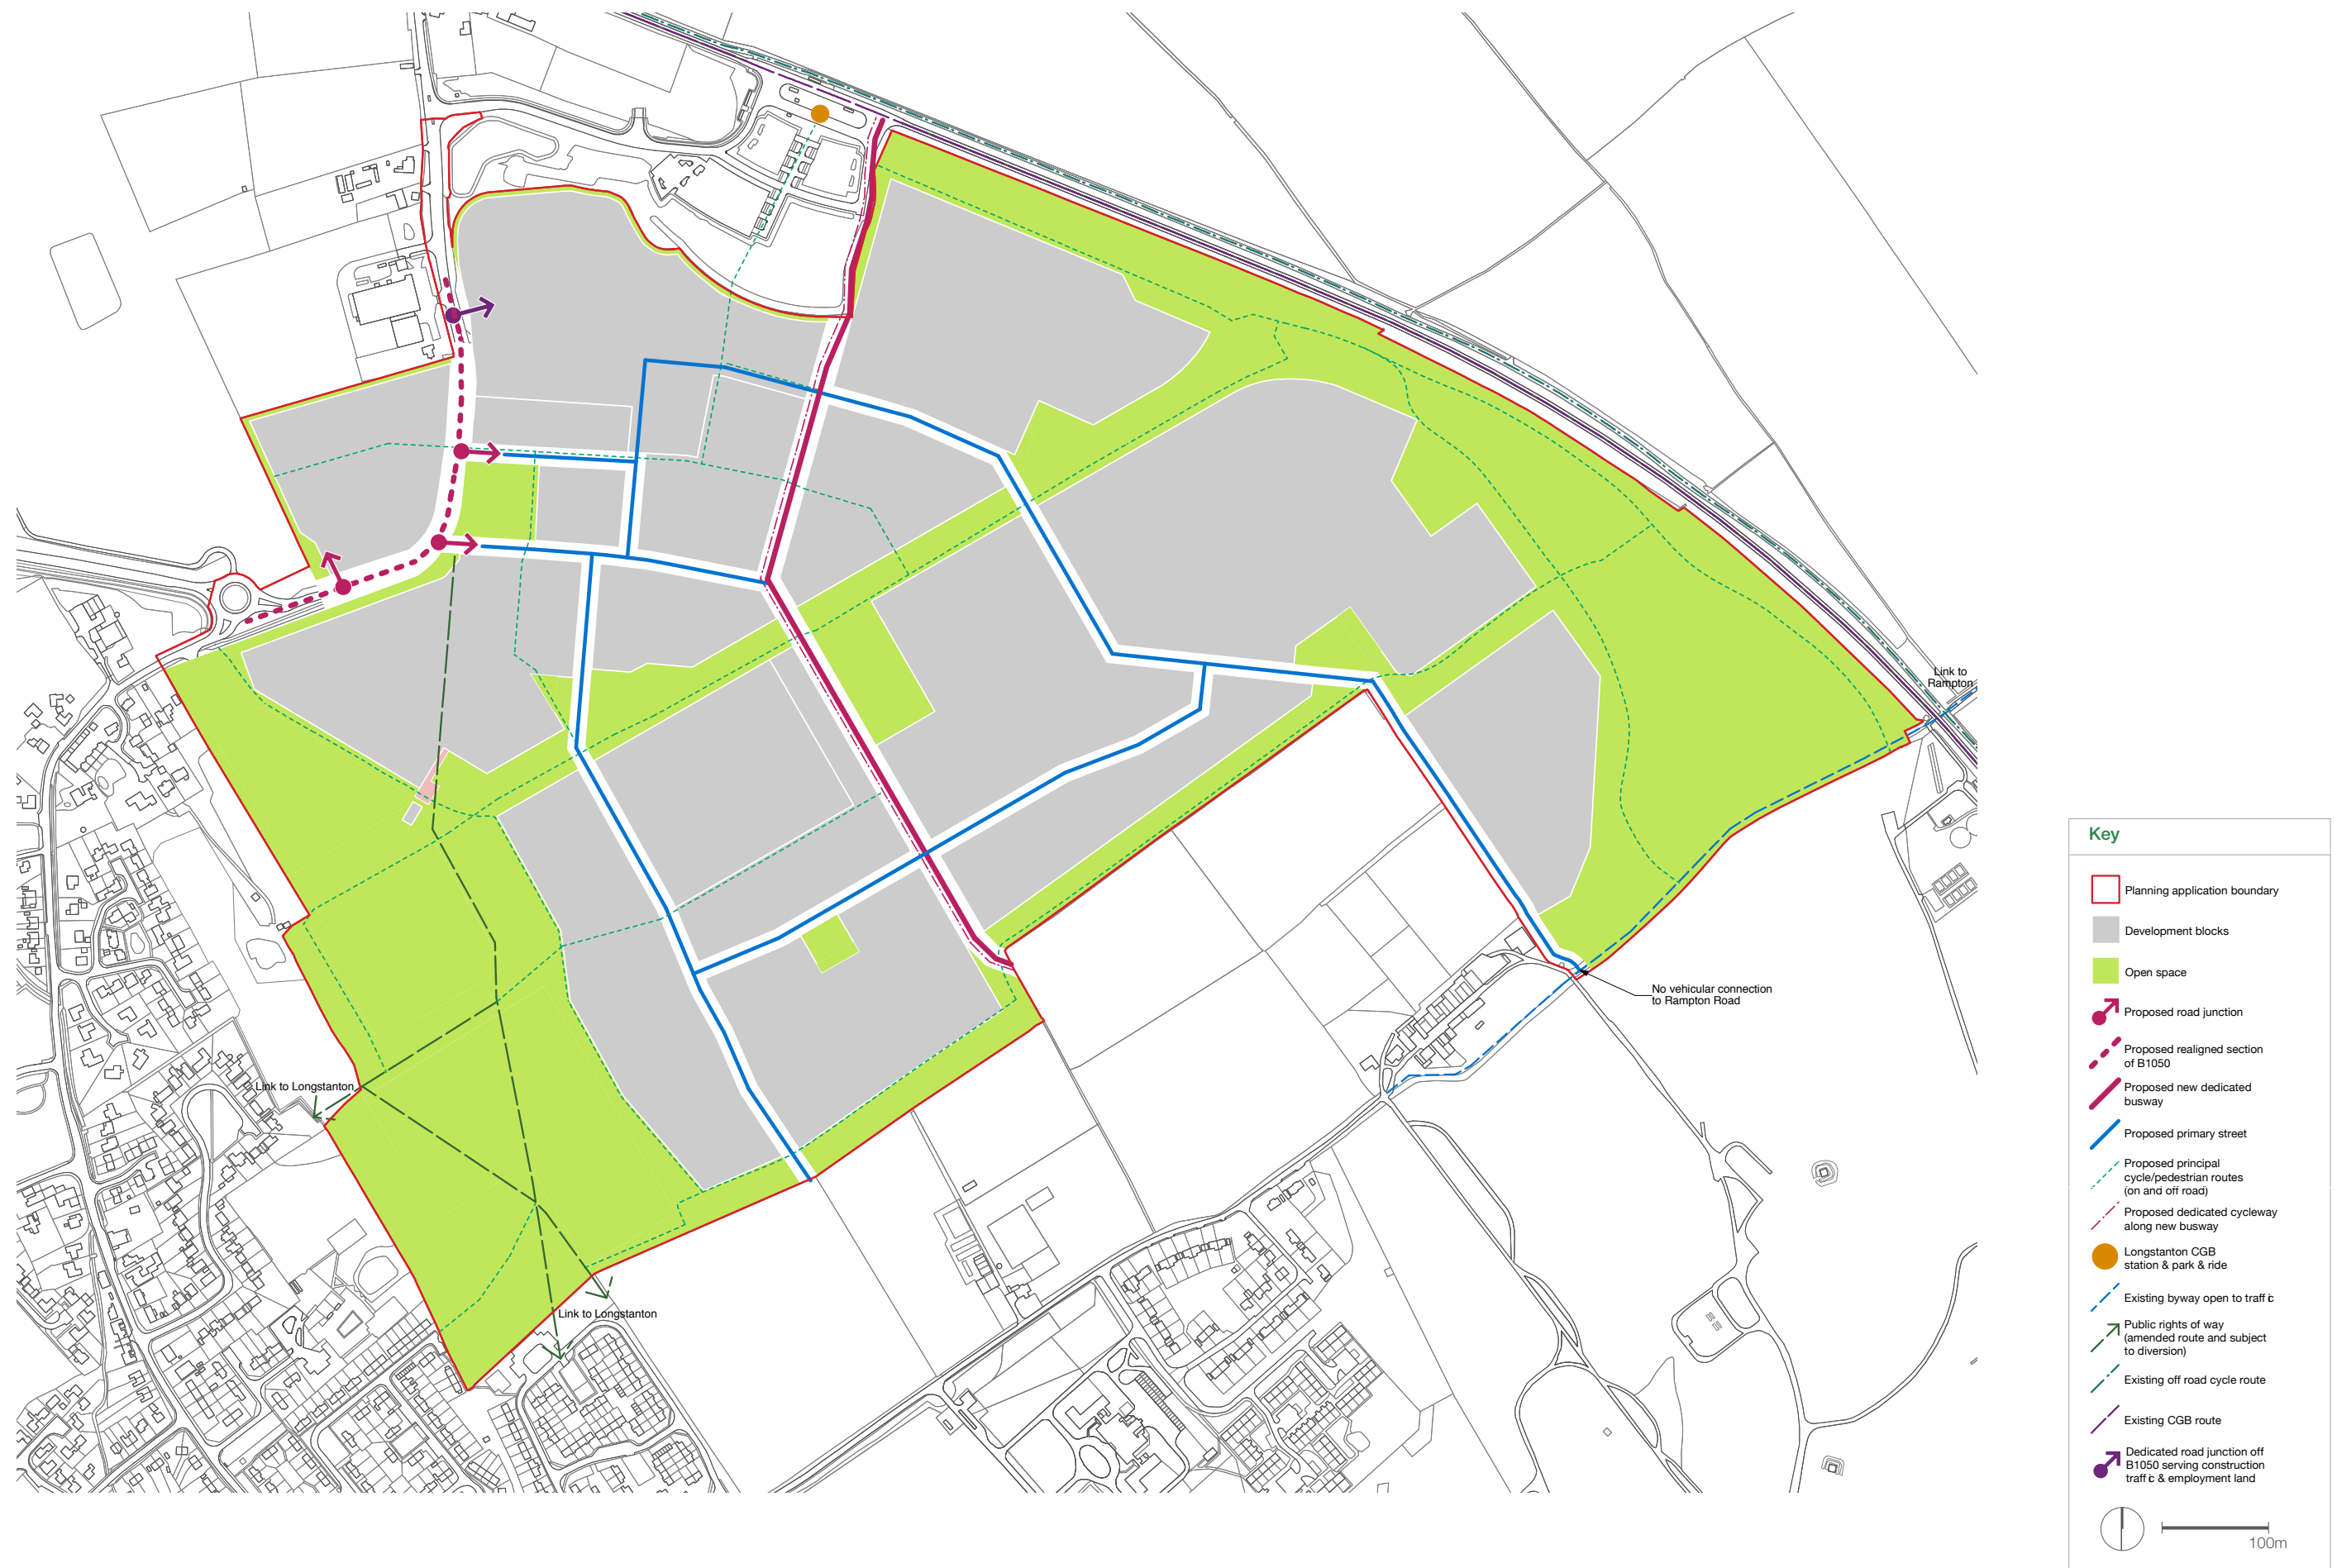 Link to
Rampton
No vehicular connection
to Rampton Road
Link to Longstanton
Link to Longstanton
Key
Planning application boundary
Development blocks
Open space
Proposed road junction
Proposed realigned section
of B1050
Proposed new dedicated
busway
Proposed primary street
Proposed principal
cycle/pedestrian routes
(on and off road)
Proposed dedicated cycleway
along new busway
Longstanton CGB
station & park & ride
Existing byway open to traffic
Public rights of way
(amended route and subject
to diversion)
Existing off road cycle route
Existing CGB route
Dedicated road junction off
B1050 serving construction
traffic & employment land
100m